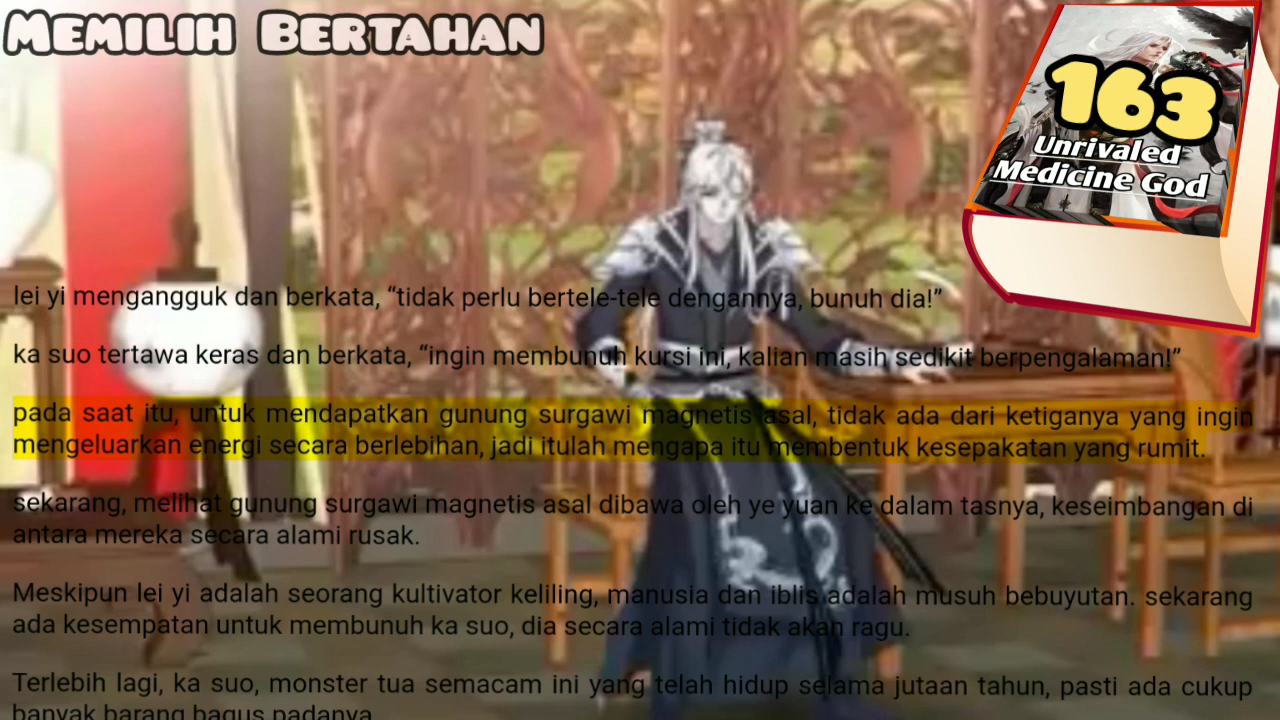 Memilih Bertahan
163
Unrivaled
Medicine God
lei yi mengangguk dan berkata, “tidak perlu bertele-tele dengannya, bunuh dia!”
ka suo tertawa keras dan berkata, “ingin membunuh kursi ini, kalian masih sedikit berpengalaman!”
pada saat itu, untuk mendapatkan gunung surgawi magnetis asal, tidak ada dari ketiganya yang ingin
mengeluarkan energi secara berlebihan, jadi itulah mengapa itu membentuk kesepakatan yang rumit.
sekarang, melihat gunung surgawi magnetis asal dibawa oleh ye yuan ke dalam tasnya, keseimbangan di
antara mereka secara alami rusak.
Meskipun lei yi adalah seorang kultivator keliling, manusia dan iblis adalah musuh bebuyutan. sekarang
ada kesempatan untuk membunuh ka suo, dia secara alami tidak akan ragu.
Terlebih lagi, ka suo, monster tua semacam ini yang telah hidup selama jutaan tahun, pasti ada cukup
banyak barang bagus padanya.